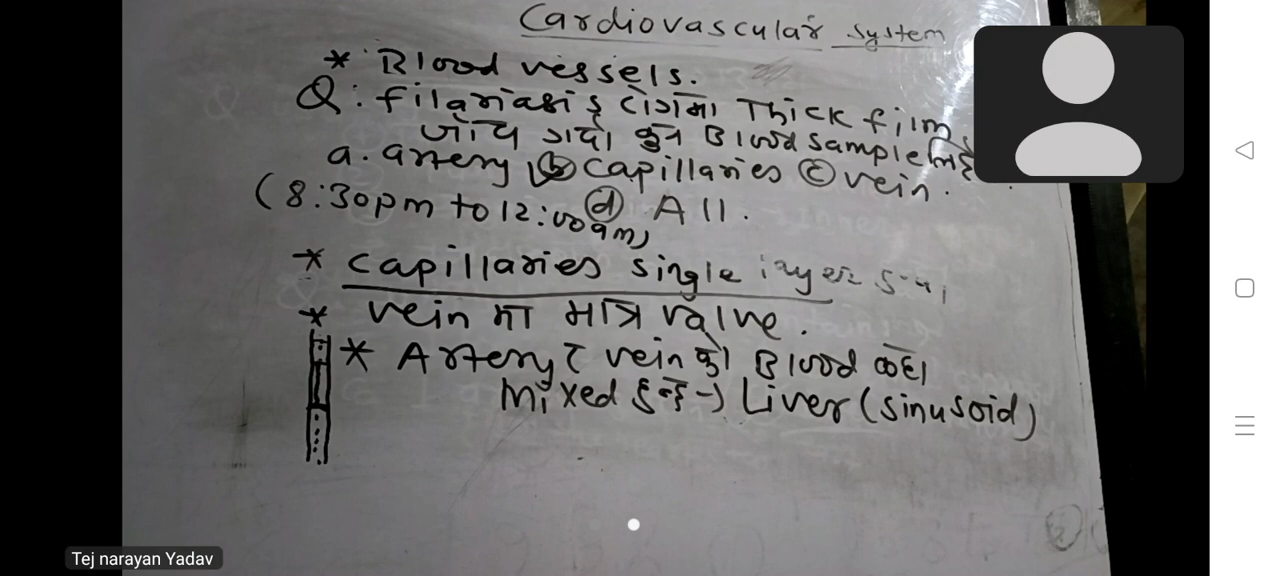 Cardiovascular system
* Blood vessels.
Q: filariasis रोगमा Thick film
जाँच गर्दा कुन Blood sample लिइ
a. artery (b) capillaries (c) vein.
(8:30pm to 12:00am) (d) All.
* capillaries single layer
* vein मा मात्र valve.
* Artery र vein को Blood कहाँ
mixed हुन्छ → Liver (sinusoid)
Tej narayan Yadav